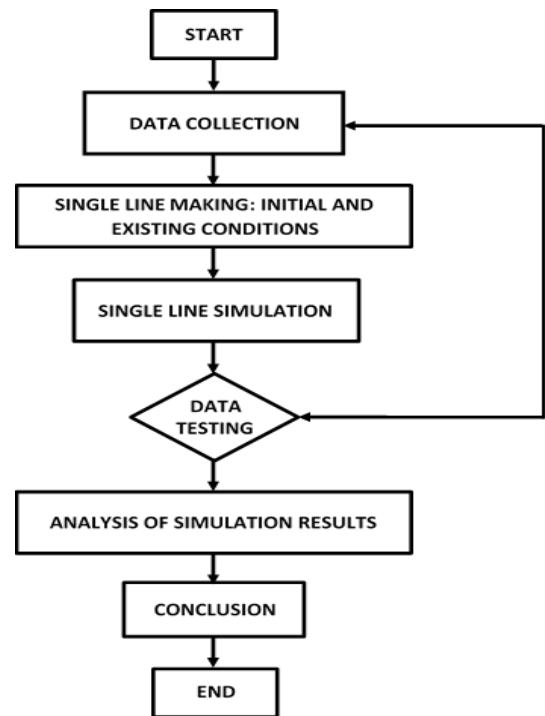 START
DATA COLLECTION
SINGLE LINE MAKING: INITIAL AND
EXISTING CONDITIONS
SINGLE LINE SIMULATION
DATA
TESTING
ANALYSIS OF SIMULATION RESULTS
CONCLUSION
END